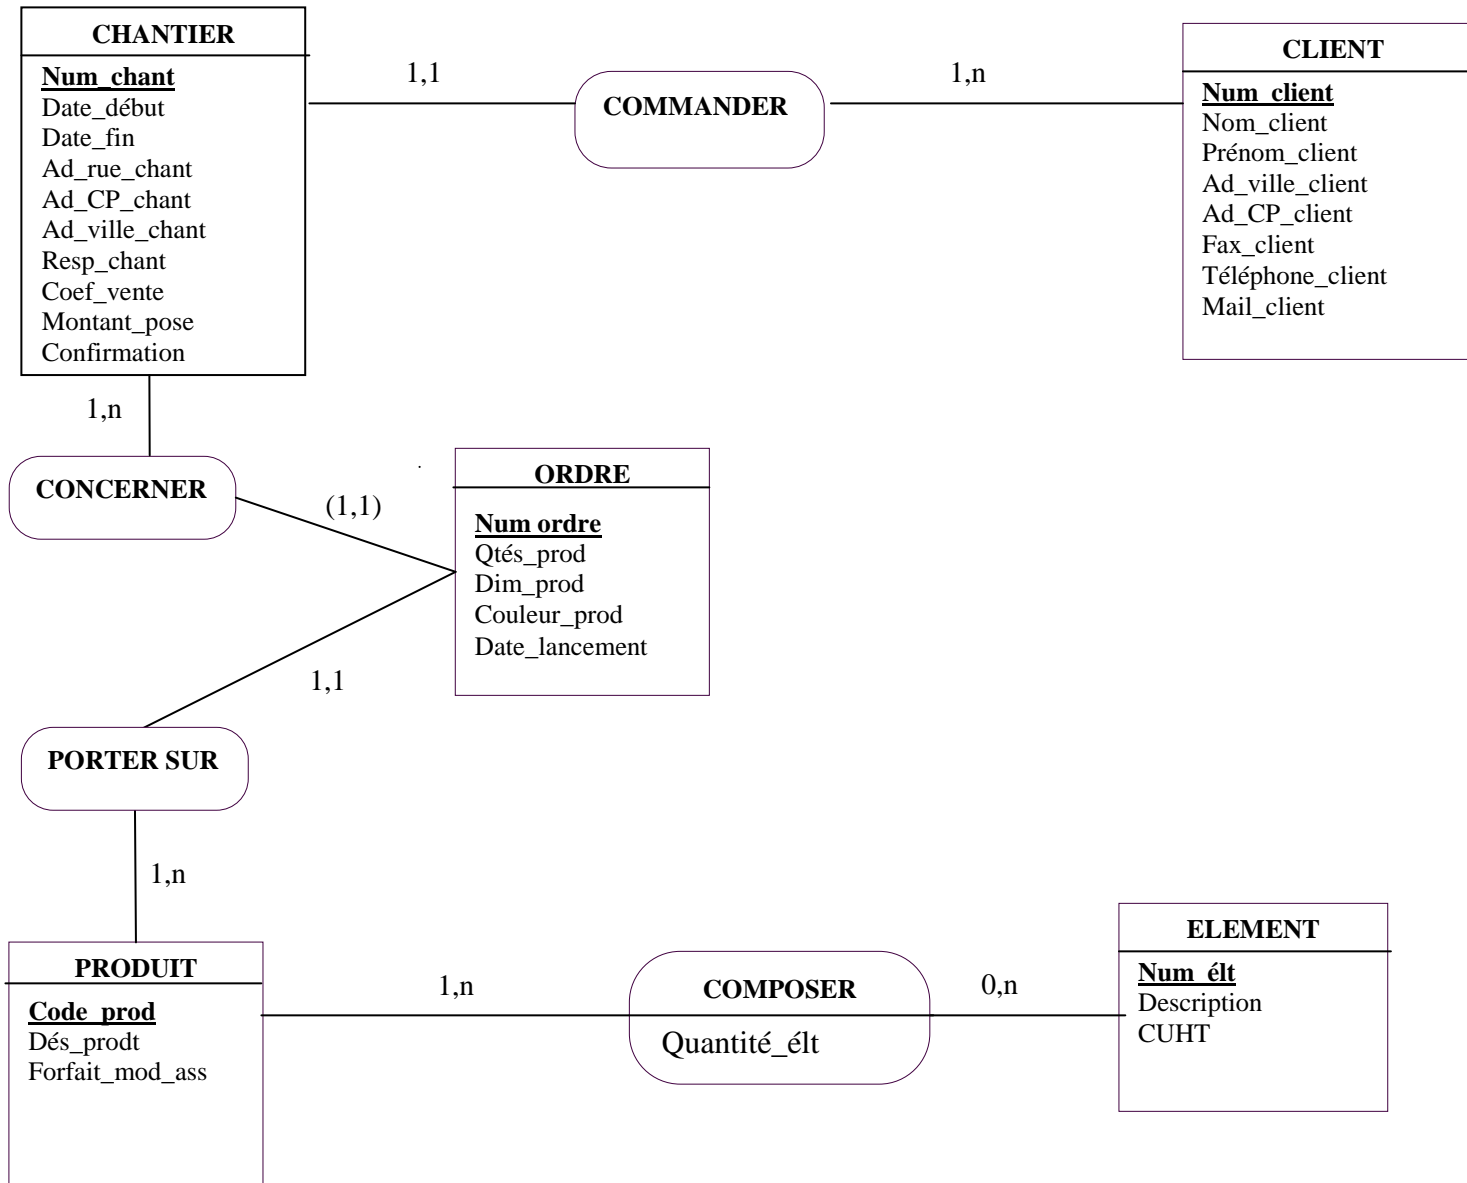 CHANTIER
Num_chant
Date_début
Date_fin
Ad_rue_chant
Ad_CP_chant
Ad_ville_chant
Resp_chant
Coef_vente
Montant_pose
Confirmation
1,1
COMMANDER
1,n
CLIENT
Num_client
Nom_client
Prénom_client
Ad_ville_client
Ad_CP_client
Fax_client
Téléphone_client
Mail_client
1,n
CONCERNER
(1,1)
ORDRE
Num ordre
Qtés_prod
Dim_prod
Couleur_prod
Date_lancement
1,1
PORTER SUR
1,n
PRODUIT
Code_prod
Dés_prodt
Forfait_mod_ass
1,n
COMPOSER
Quantité_élt
0,n
ELEMENT
Num_élt
Description
CUHT